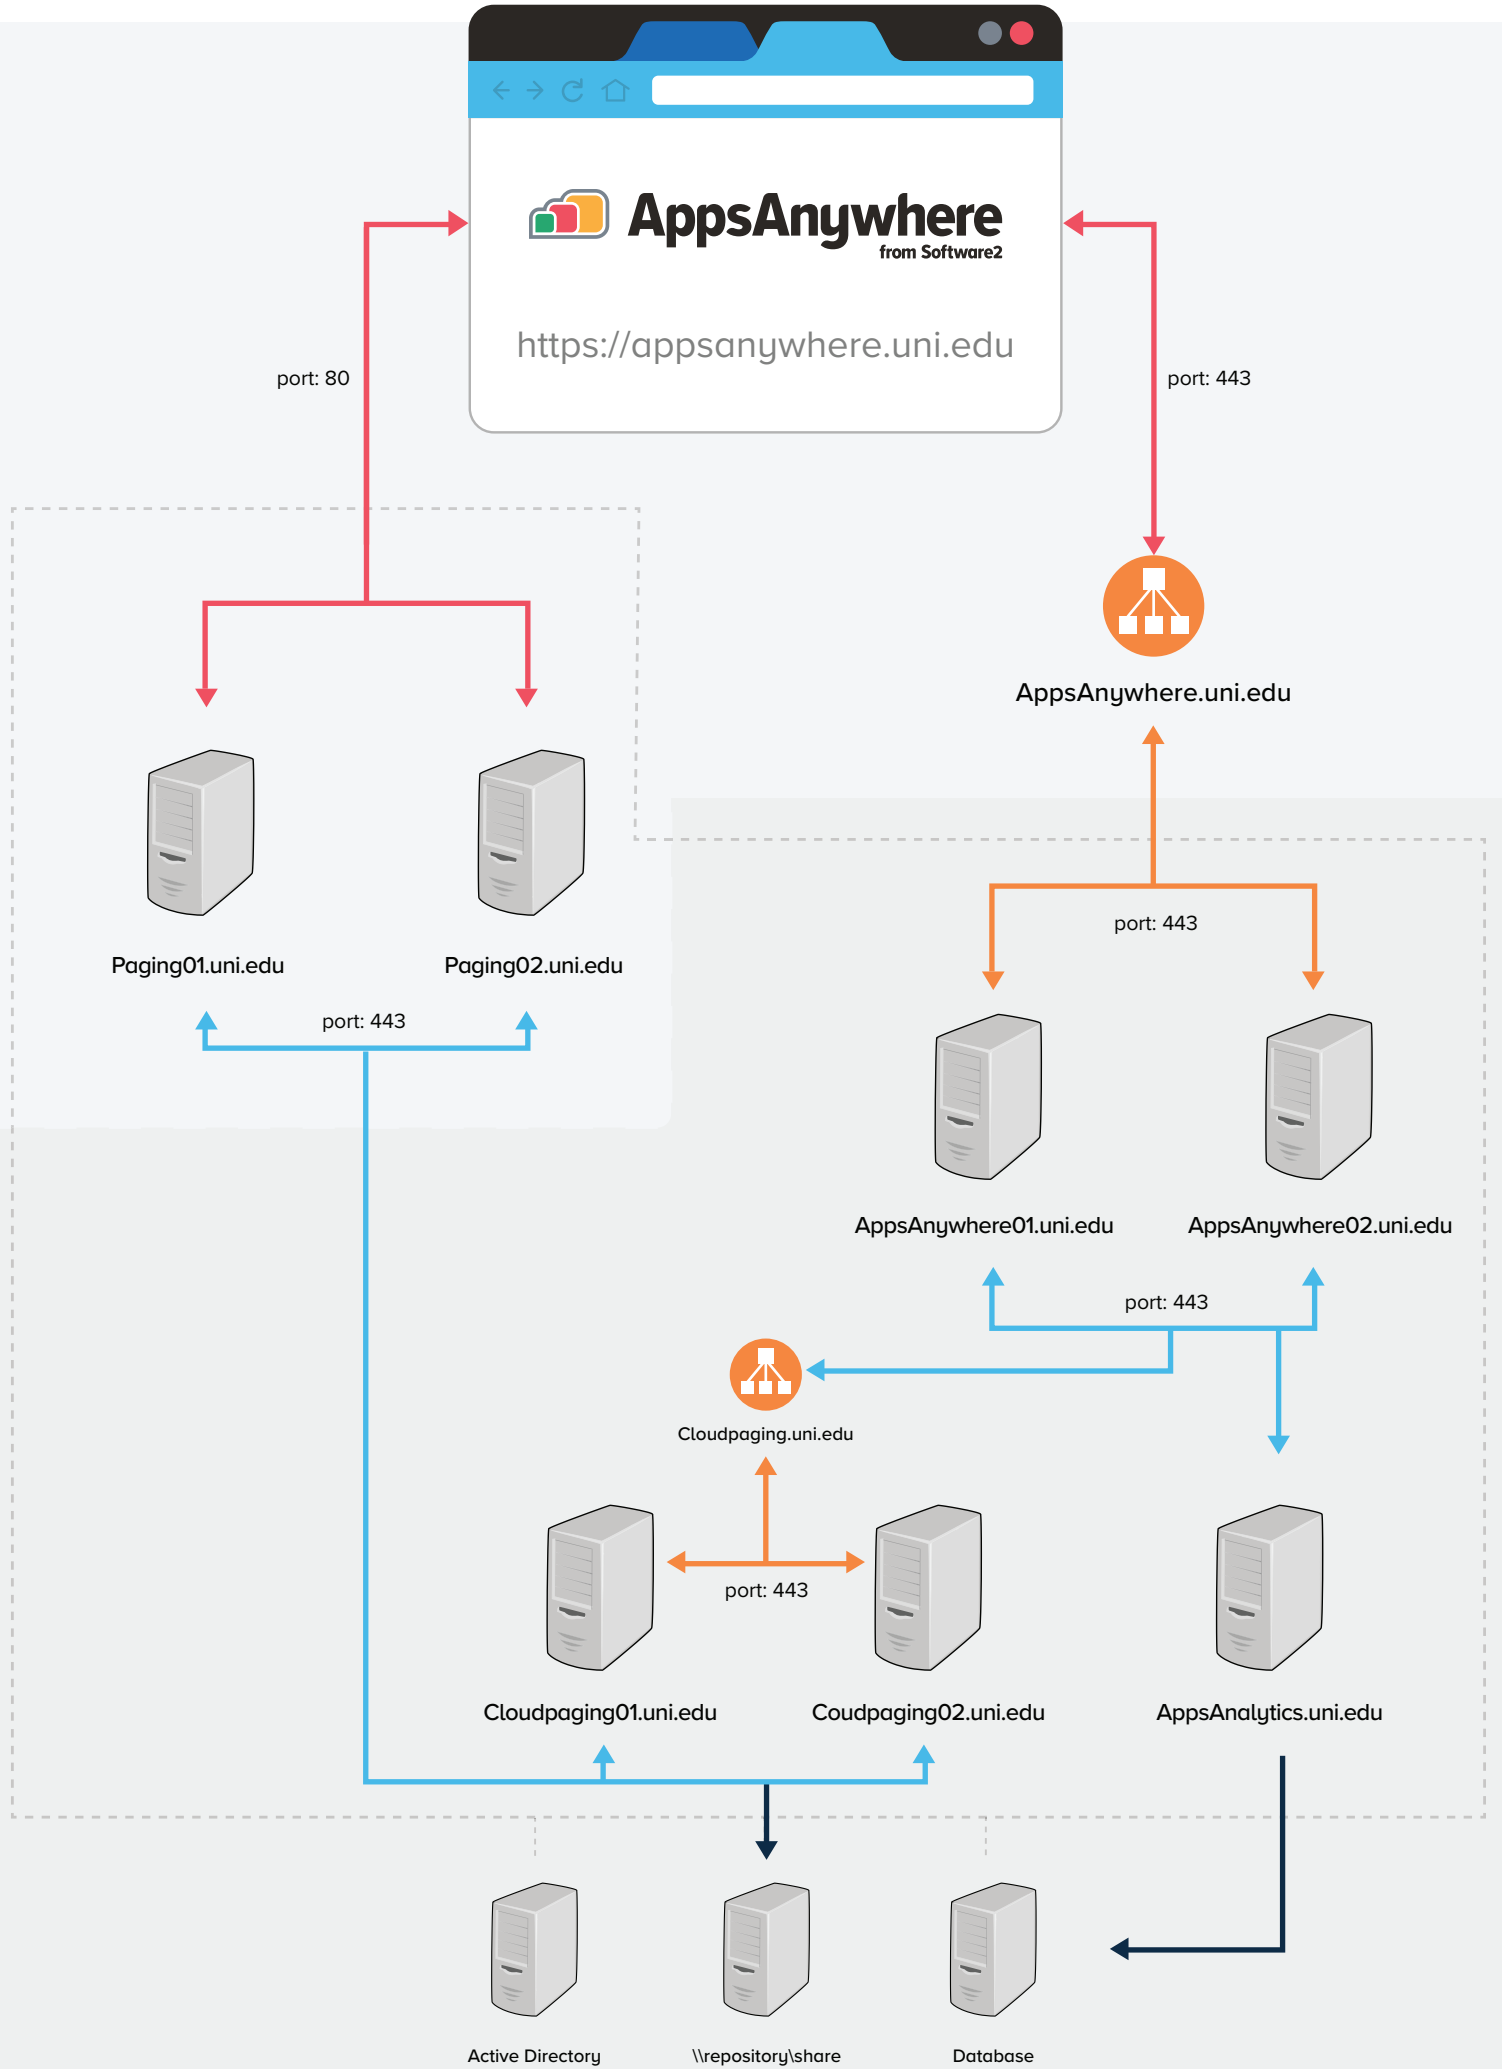 AppsAnywhere
from Software2
https://appsanywhere.uni.edu
port: 80
port: 443
AppsAnywhere.uni.edu
port: 443
Paging01.uni.edu
Paging02.uni.edu
port: 443
AppsAnywhere01.uni.edu
AppsAnywhere02.uni.edu
port: 443
Cloudpaging.uni.edu
port: 443
Cloudpaging01.uni.edu
Coudpaging02.uni.edu
AppsAnalytics.uni.edu
Active Directory
\\repository\share
Database